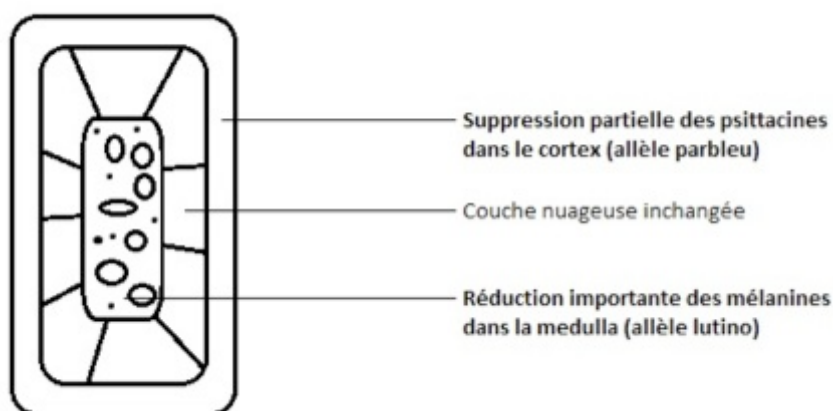 Suppression partielle des psittacines
dans le cortex (allèle parbleu)
Couche nuageuse inchangée
Réduction importante des mélanines
dans la medulla (allèle lutino)